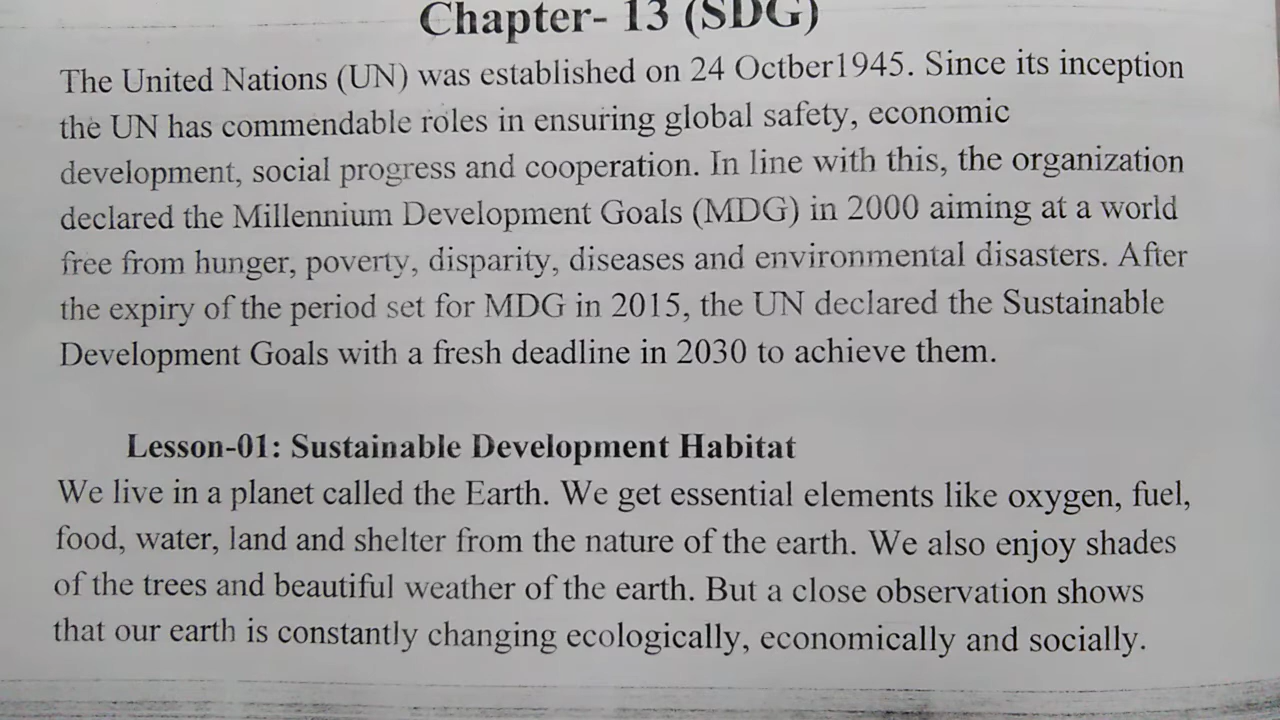 Chapter- 13 (SDG)
The United Nations (UN) was established on 24 Octber1945. Since its inception
the UN has commendable roles in ensuring global safety, economic
development, social progress and cooperation. In line with this, the organization
declared the Millennium Development Goals (MDG) in 2000 aiming at a world
free from hunger, poverty, disparity, diseases and environmental disasters. After
the expiry of the period set for MDG in 2015, the UN declared the Sustainable
Development Goals with a fresh deadline in 2030 to achieve them.
Lesson-01: Sustainable Development Habitat
We live in a planet called the Earth. We get essential elements like oxygen, fuel,
food, water, land and shelter from the nature of the earth. We also enjoy shades
of the trees and beautiful weather of the earth. But a close observation shows
that our earth is constantly changing ecologically, economically and socially.